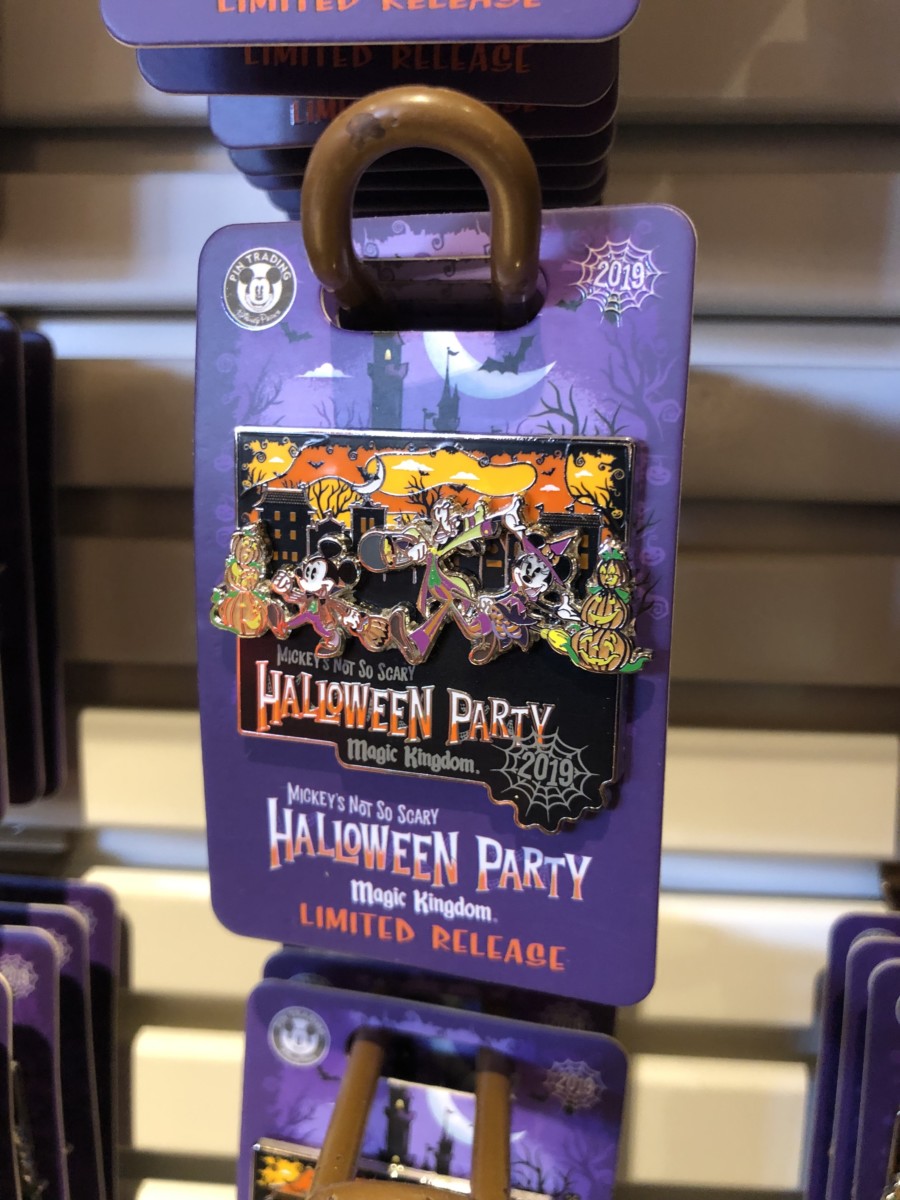 LIMITED RELEASE
LIMITED RELEASE
PIN TRADING
2019
MICKEY'S NOT SO SCARY
HALLOWEEN PARTY
Magic Kingdom.
2019
MICKEY'S NOT SO SCARY
HALLOWEEN PARTY
Magic Kingdom.
LIMITED RELEASE
2019